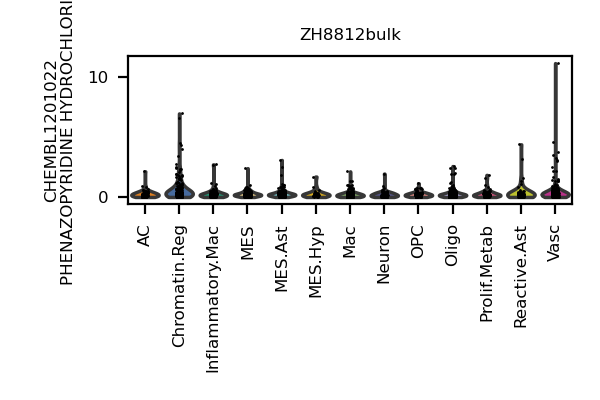 ZH8812bulk
CHEMBL1201022
PHENAZOPYRIDINE HYDROCHLORI
10
0
AC
Chromatin.Reg
Inflammatory.Mac
MES
MES.Ast
MES.Hyp
Mac
Neuron
OPC
Oligo
Prolif.Metab
Reactive.Ast
Vasc